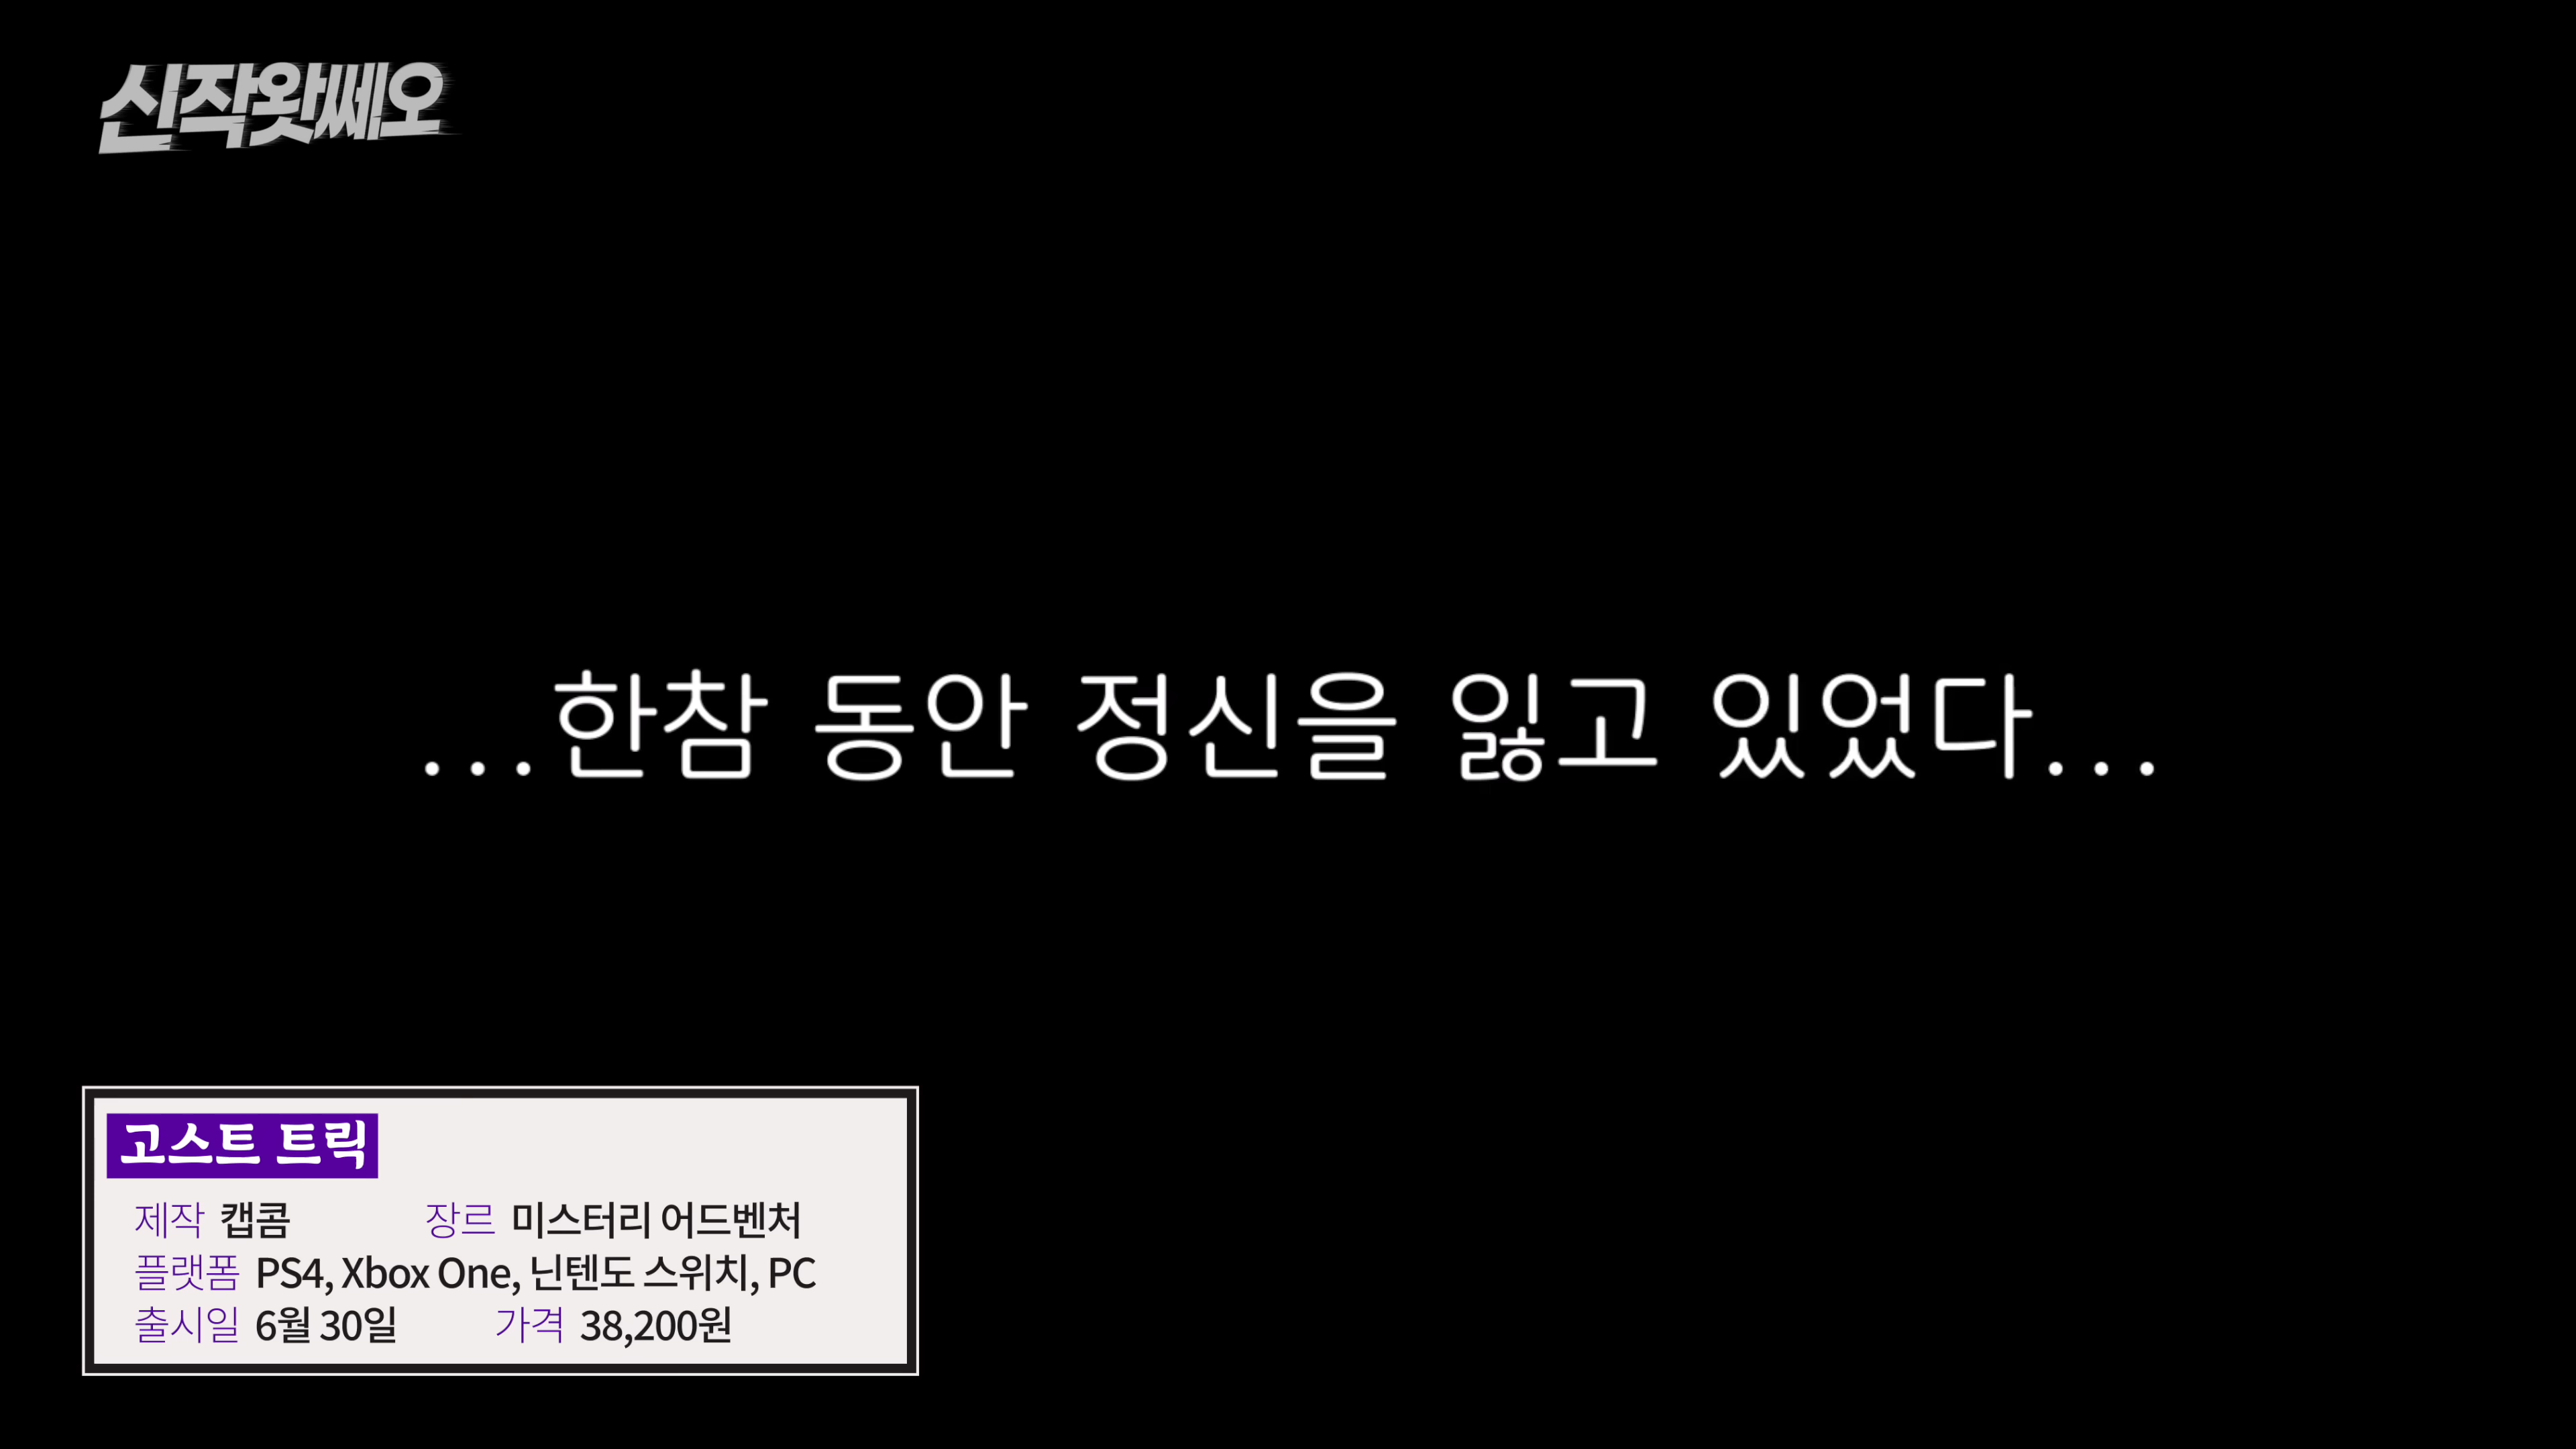 신작왓쎄오
...한참 동안 정신을 잃고 있었다...
고스트 트릭
제작 캡콤 장르 미스터리 어드벤처
플랫폼 PS4, Xbox One, 닌텐도 스위치, PC
출시일 6월 30일 가격 38,200원